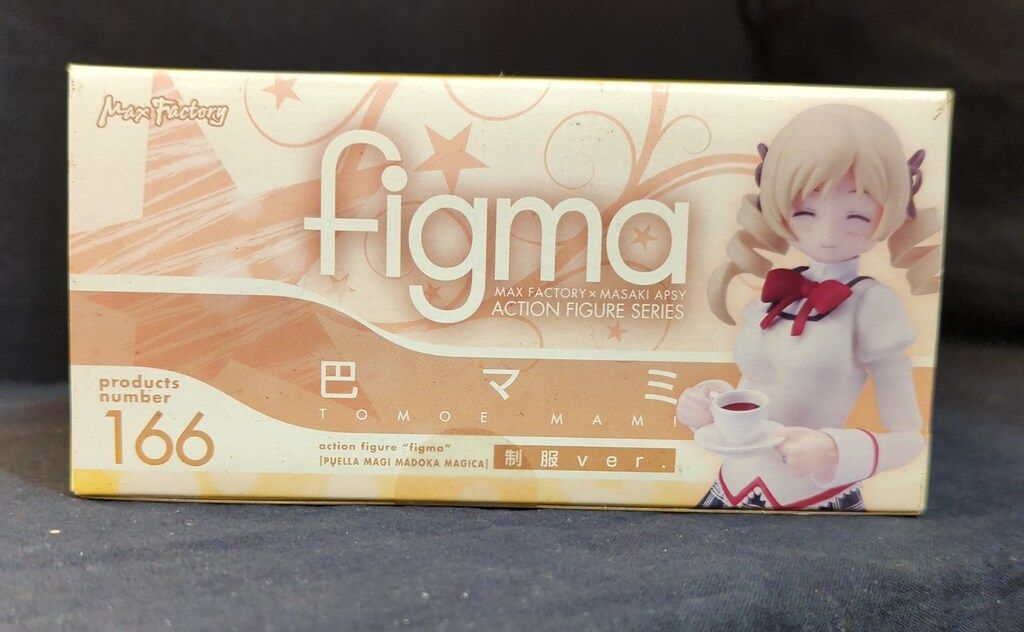 Max Factory
figma
MAX FACTORY × MASAKI APSY
ACTION FIGURE SERIES
products
number
166
巴マミ
TOMOE MAMI
action figure "figma"
[PUELLA MAGI MADOKA MAGICA]
制服ver.